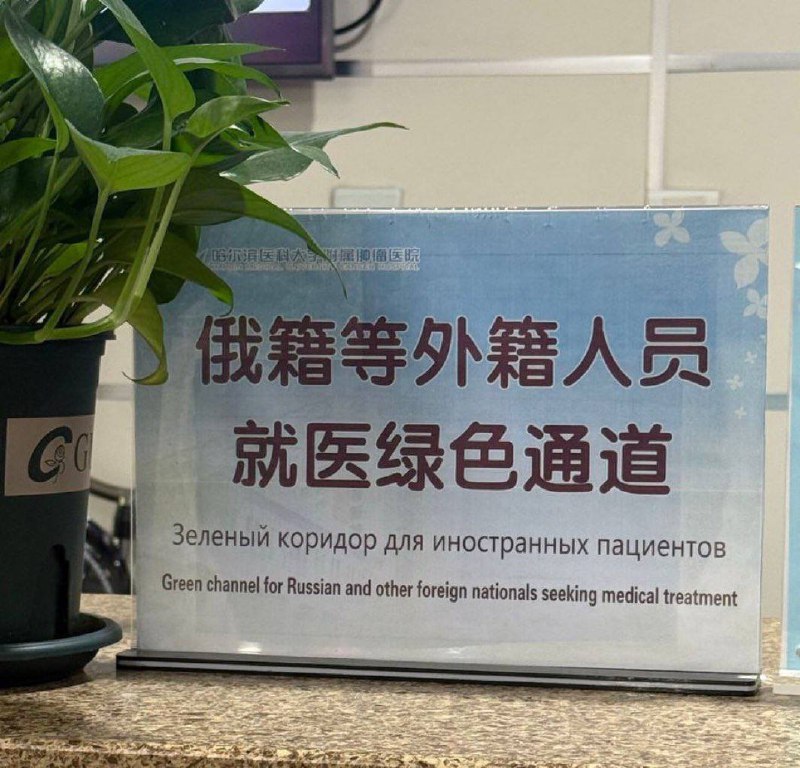 哈尔滨医科大学附属肿瘤医院
俄籍等外籍人员
就医绿色通道
Зеленый коридор для иностранных пациентов
Green channel for Russian and other foreign nationals seeking medical treatment